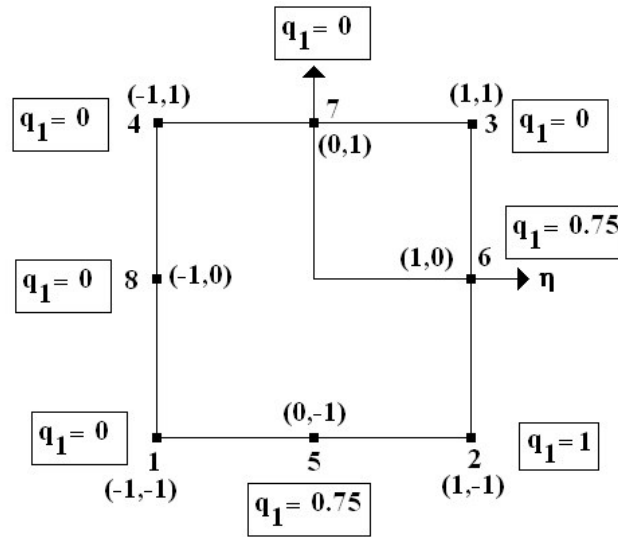 q1= 0
(-1,1)
7
(1,1)
q1= 0
4
3
q1= 0
(0,1)
q1= 0.75
(1,0)
6
q1= 0
8
(-1,0)
η
(0,-1)
q1= 0
q1= 1
1
5
2
(-1,-1)
q1= 0.75
(1,-1)